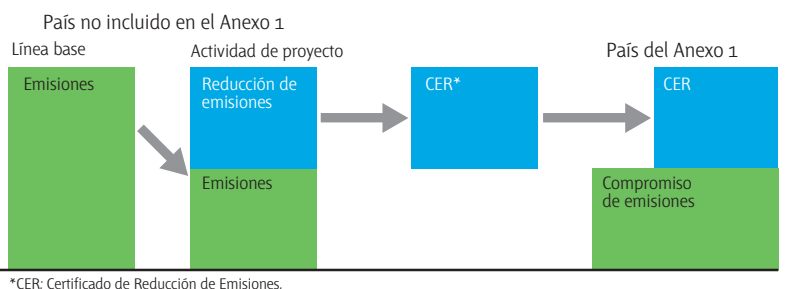 País no incluido en el Anexo 1
Línea base
Actividad de proyecto
País del Anexo 1
Emisiones
Reducción de
emisiones
CER*
CER
Emisiones
Compromiso
de emisiones
*CER: Certificado de Reducción de Emisiones.